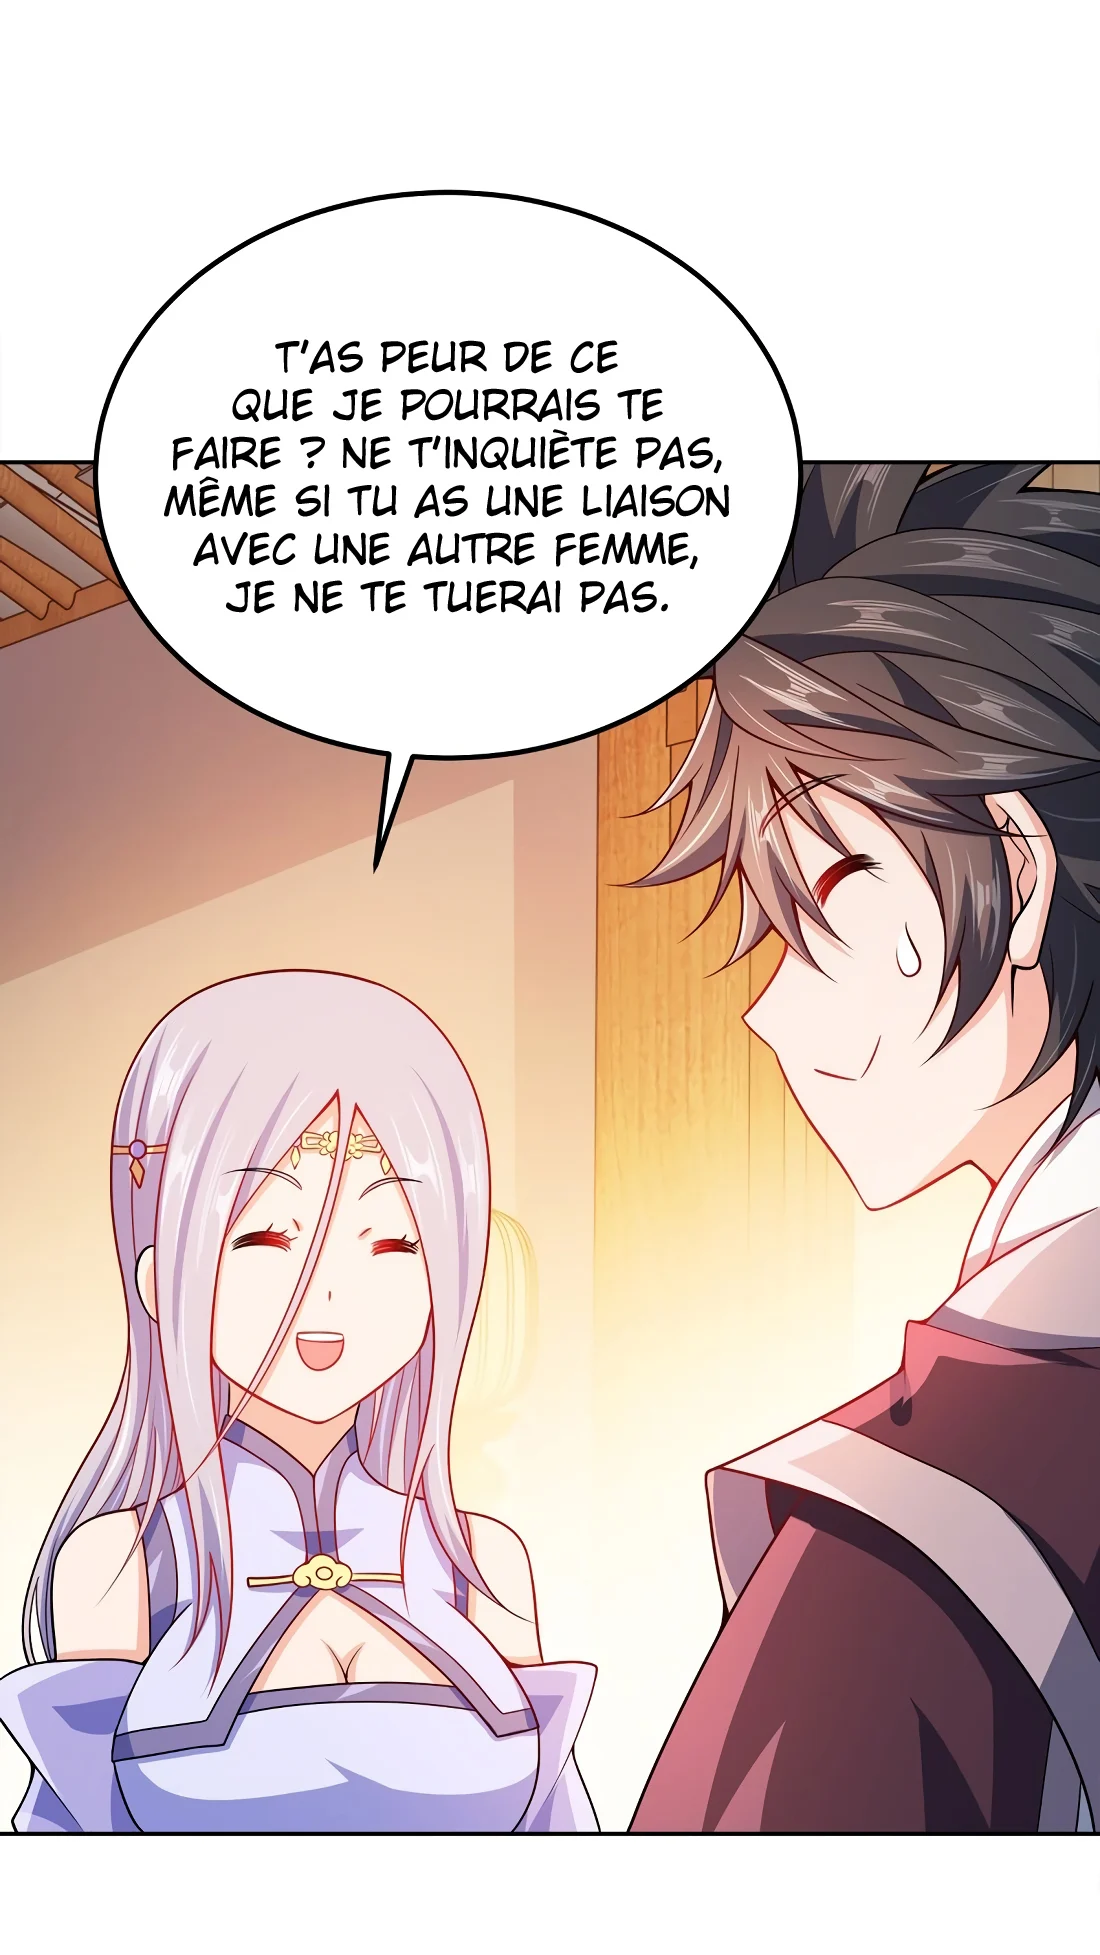 T'AS PEUR DE CE
QUE JE POURRAIS TE
FAIRE ? NE T'INQUIÈTE PAS,
MÊME SI TU AS UNE LIAISON
AVEC UNE AUTRE FEMME,
JE NE TE TUERAI PAS.